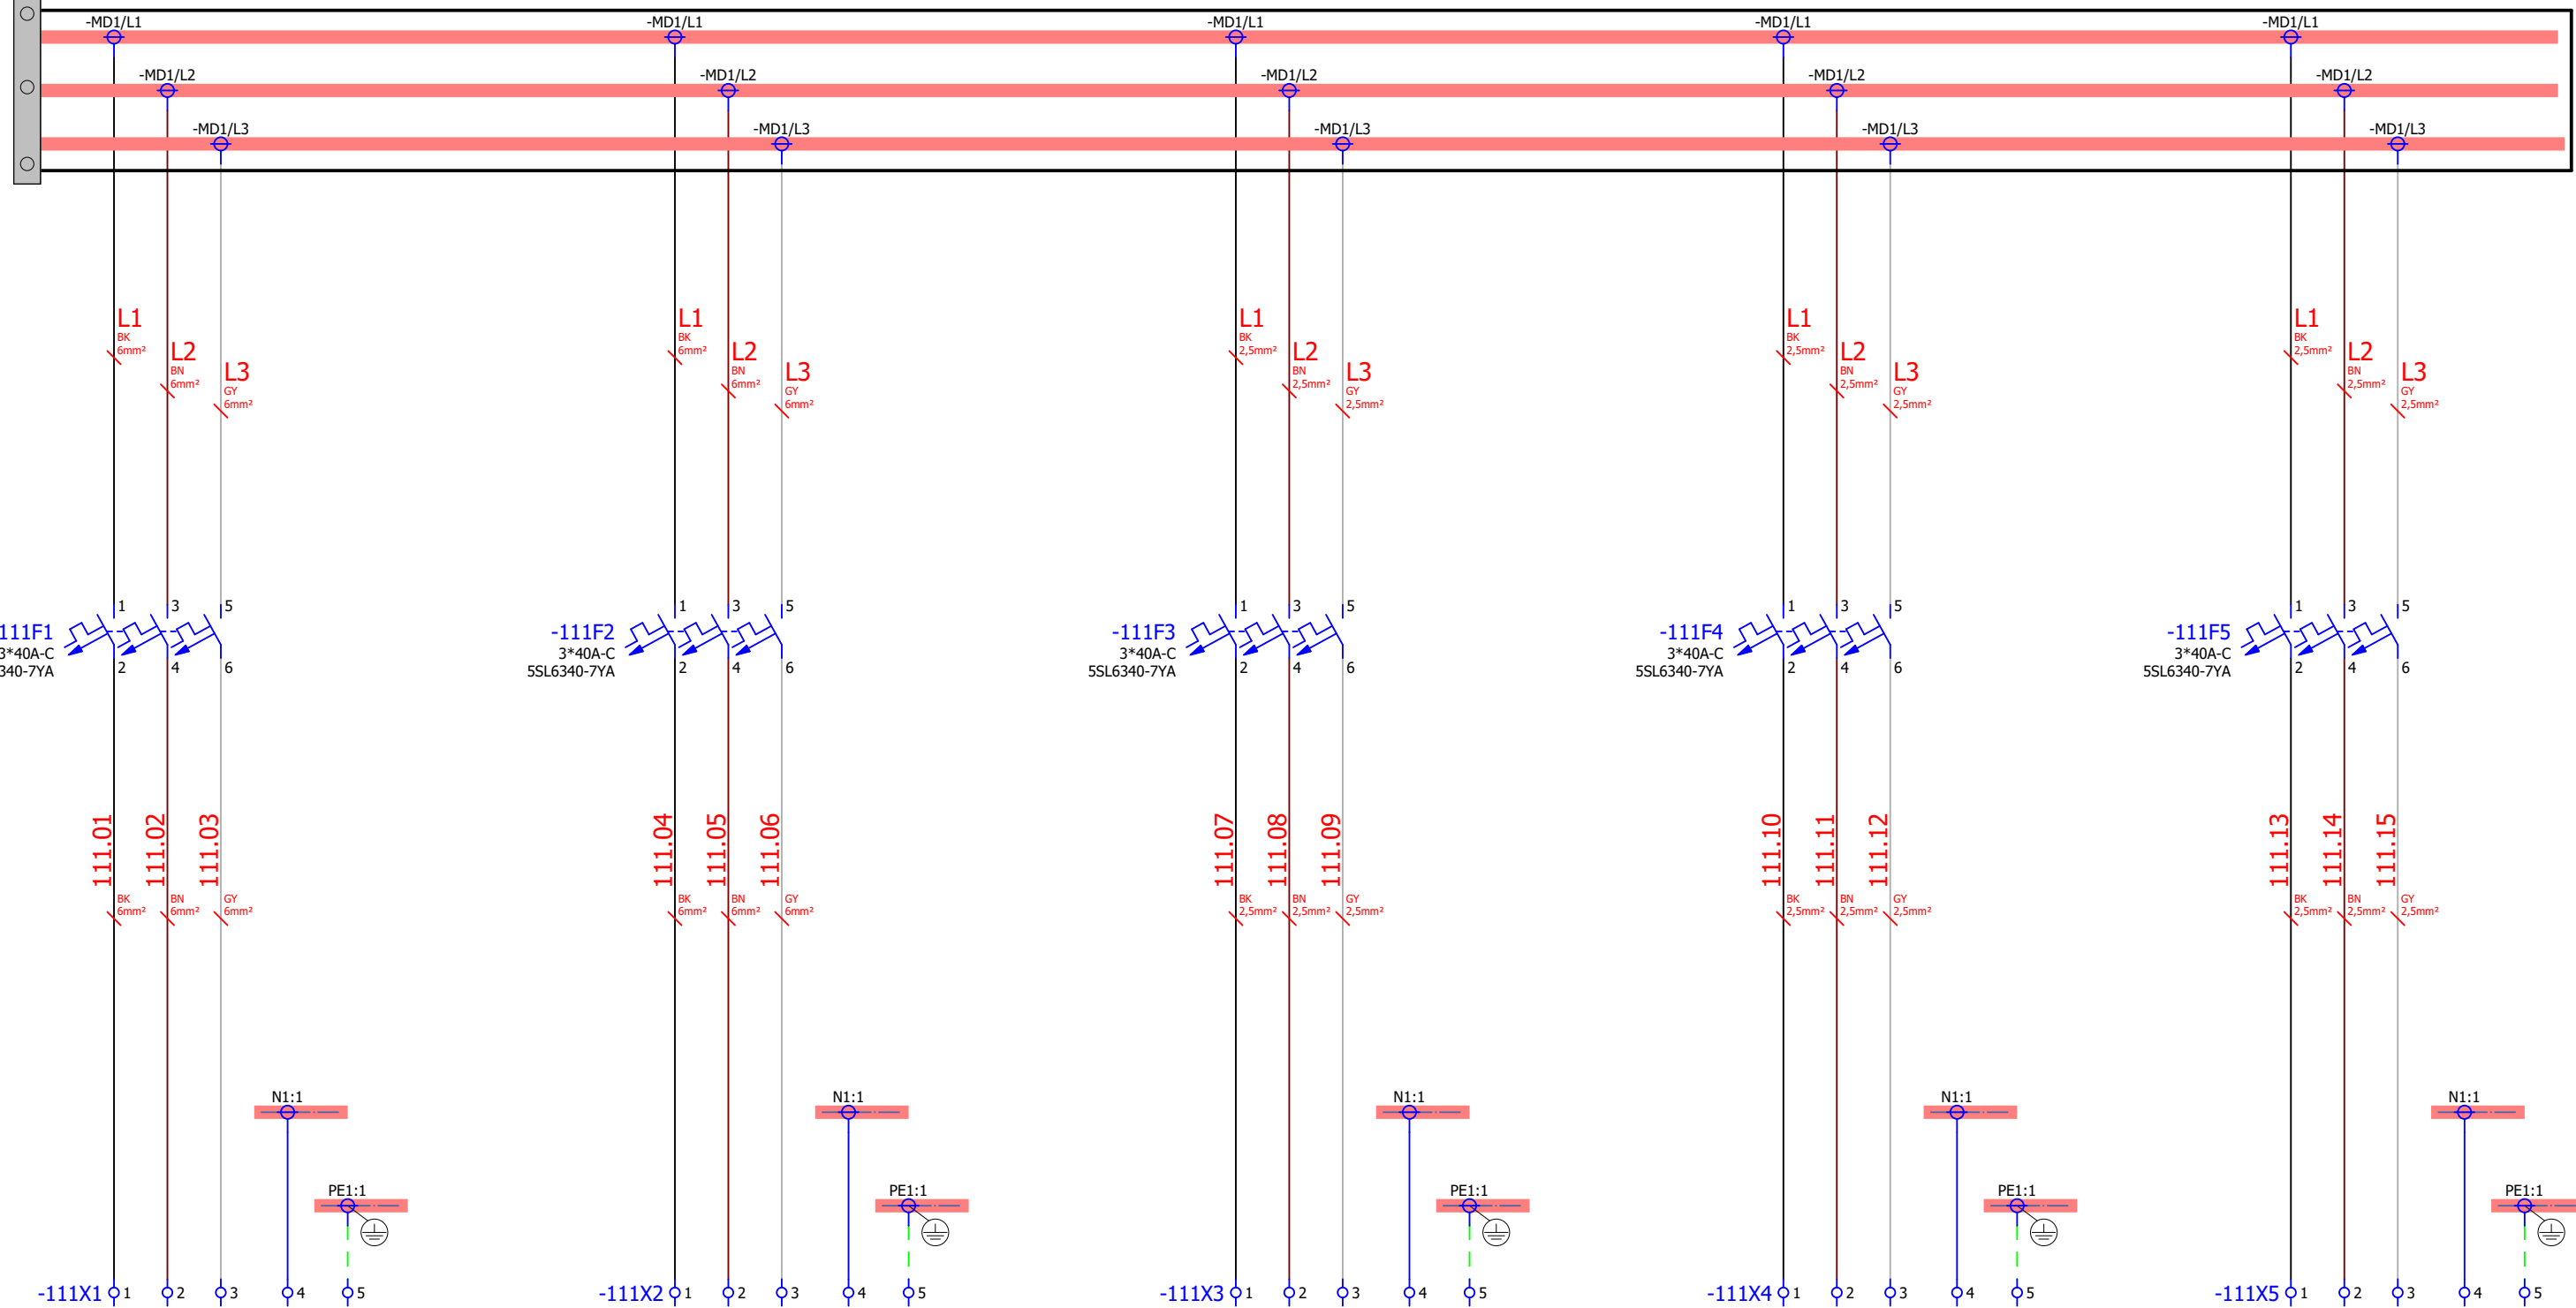 -MD1/L1 -MD1/L1 -MD1/L1 -MD1/L1 -MD1/L1
-MD1/L2 -MD1/L2 -MD1/L2 -MD1/L2 -MD1/L2
-MD1/L3 -MD1/L3 -MD1/L3 -MD1/L3 -MD1/L3
L1 L1 L1 L1 L1
BK BK BK BK BK
6mm² 6mm² 2,5mm² 2,5mm² 2,5mm²
L2 L2 L2 L2 L2
BN BN BN BN BN
6mm² 6mm² 2,5mm² 2,5mm² 2,5mm²
L3 L3 L3 L3 L3
GY GY GY GY GY
6mm² 6mm² 2,5mm² 2,5mm² 2,5mm²
1 3 5 1 3 5 1 3 5 1 3 5 1 3 5
111F1 -111F2 -111F3 -111F4 -111F5
3*40A-C 3*40A-C 3*40A-C 3*40A-C 3*40A-C
340-7YA 5SL6340-7YA 5SL6340-7YA 5SL6340-7YA 5SL6340-7YA
2 4 6 2 4 6 2 4 6 2 4 6 2 4 6
111.01 111.02 111.03 111.04 111.05 111.06 111.07 111.08 111.09 111.10 111.11 111.12 111.13 111.14 111.15
BK BN GY BK BN GY BK BN GY BK BN GY BK BN GY
6mm² 6mm² 6mm² 6mm² 6mm² 6mm² 2,5mm² 2,5mm² 2,5mm² 2,5mm² 2,5mm² 2,5mm² 2,5mm² 2,5mm² 2,5mm²
N1:1 N1:1 N1:1 N1:1 N1:1
PE1:1 PE1:1 PE1:1 PE1:1 PE1:1
-111X1 1 2 3 4 5 -111X2 1 2 3 4 5 -111X3 1 2 3 4 5 -111X4 1 2 3 4 5 -111X5 1 2 3 4 5